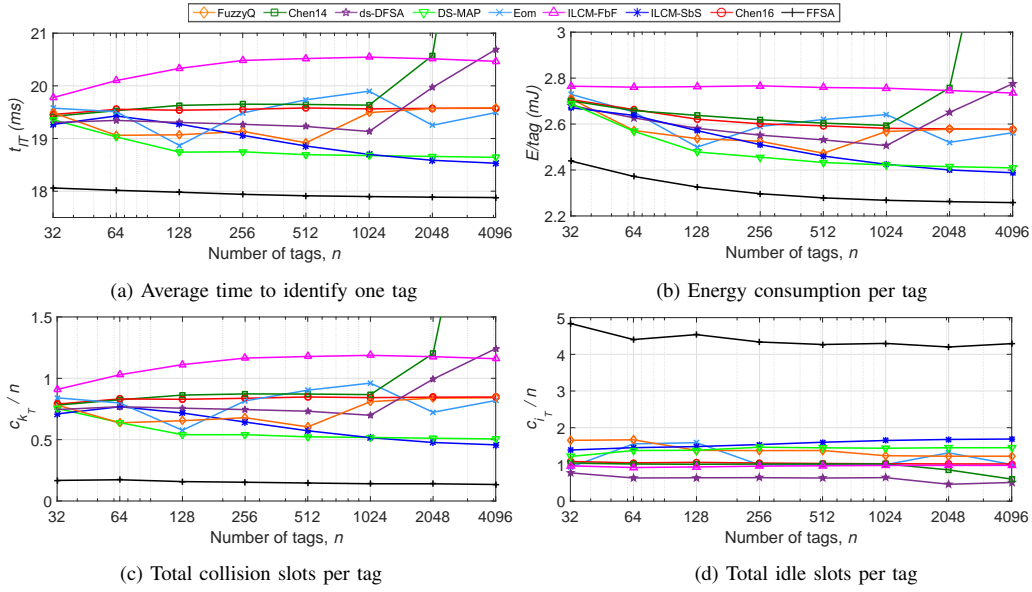 FuzzyQ Chen14 ds-DFSA DS-MAP Eom ILCM-FbF ILCM-SbS Chen16 FFSA
21
20
19
18
t_IT (ms)
32 64 128 256 512 1024 2048 4096
Number of tags, n
(a) Average time to identify one tag
3
2.8
2.6
2.4
2.2
E/tag (mJ)
32 64 128 256 512 1024 2048 4096
Number of tags, n
(b) Energy consumption per tag
1.5
1
0.5
0
c_{k_T} / n
32 64 128 256 512 1024 2048 4096
Number of tags, n
(c) Total collision slots per tag
5
4
3
2
1
0
c_{i_T} / n
32 64 128 256 512 1024 2048 4096
Number of tags, n
(d) Total idle slots per tag